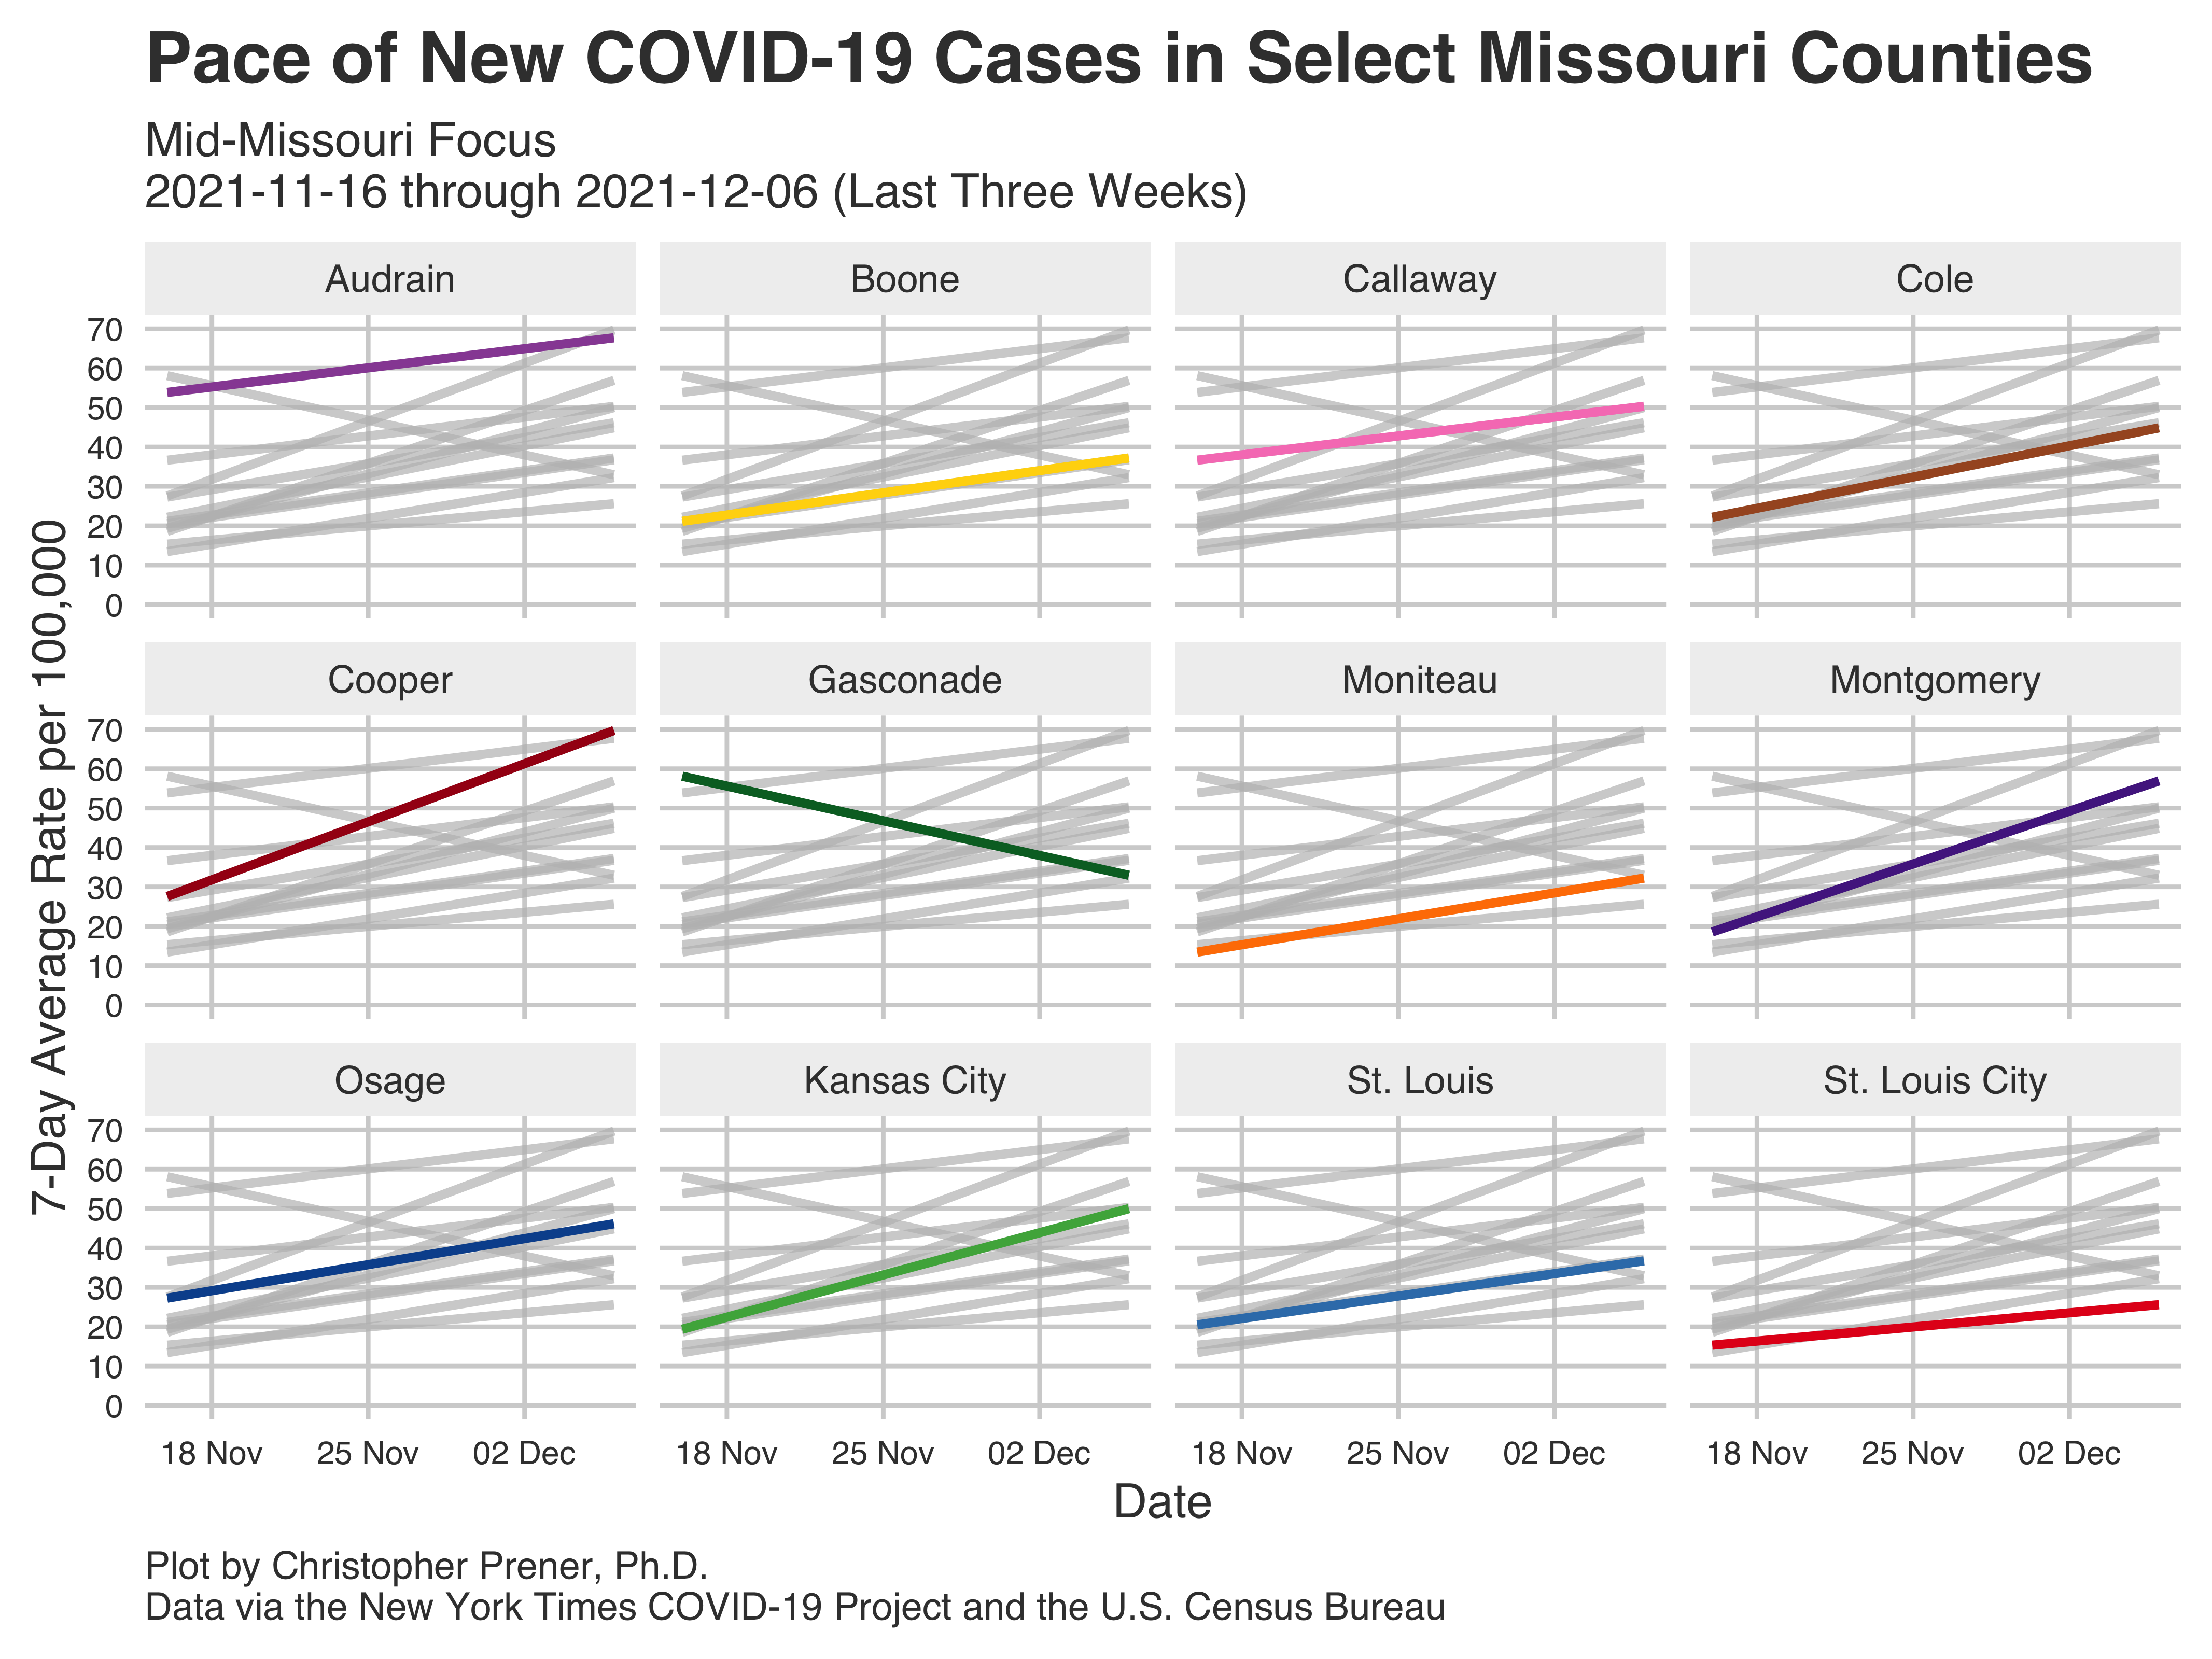 Pace of New COVID-19 Cases in Select Missouri Counties
Mid-Missouri Focus
2021-11-16 through 2021-12-06 (Last Three Weeks)
7-Day Average Rate per 100,000
Audrain
Boone
Callaway
Cole
70
60
50
40
30
20
10
0
Cooper
Gasconade
Moniteau
Montgomery
70
60
50
40
30
20
10
0
Osage
Kansas City
St. Louis
St. Louis City
70
60
50
40
30
20
10
0
18 Nov 25 Nov 02 Dec
18 Nov 25 Nov 02 Dec
18 Nov 25 Nov 02 Dec
18 Nov 25 Nov 02 Dec
Date
Plot by Christopher Prener, Ph.D.
Data via the New York Times COVID-19 Project and the U.S. Census Bureau